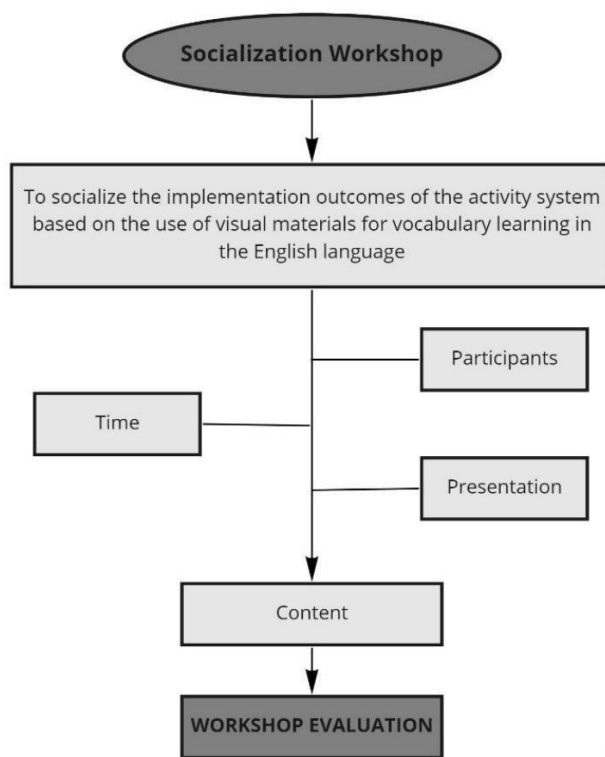 Socialization Workshop
To socialize the implementation outcomes of the activity system
based on the use of visual materials for vocabulary learning in
the English language
Participants
Time
Presentation
Content
WORKSHOP EVALUATION